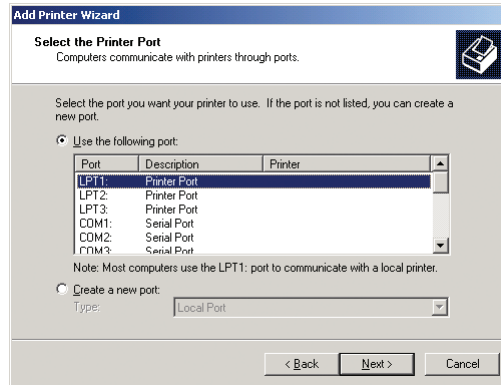 Add Printer Wizard
Select the Printer Port
Computers communicate with printers through ports.
Select the port you want your printer to use. If the port is not listed, you can create a
new port.
Use the following port:
Port Description Printer
LPT1: Printer Port
LPT2: Printer Port
LPT3: Printer Port
COM1: Serial Port
COM2: Serial Port
COM3: Serial Port
Note: Most computers use the LPT1: port to communicate with a local printer.
Create a new port:
Type: Local Port
< Back Next > Cancel